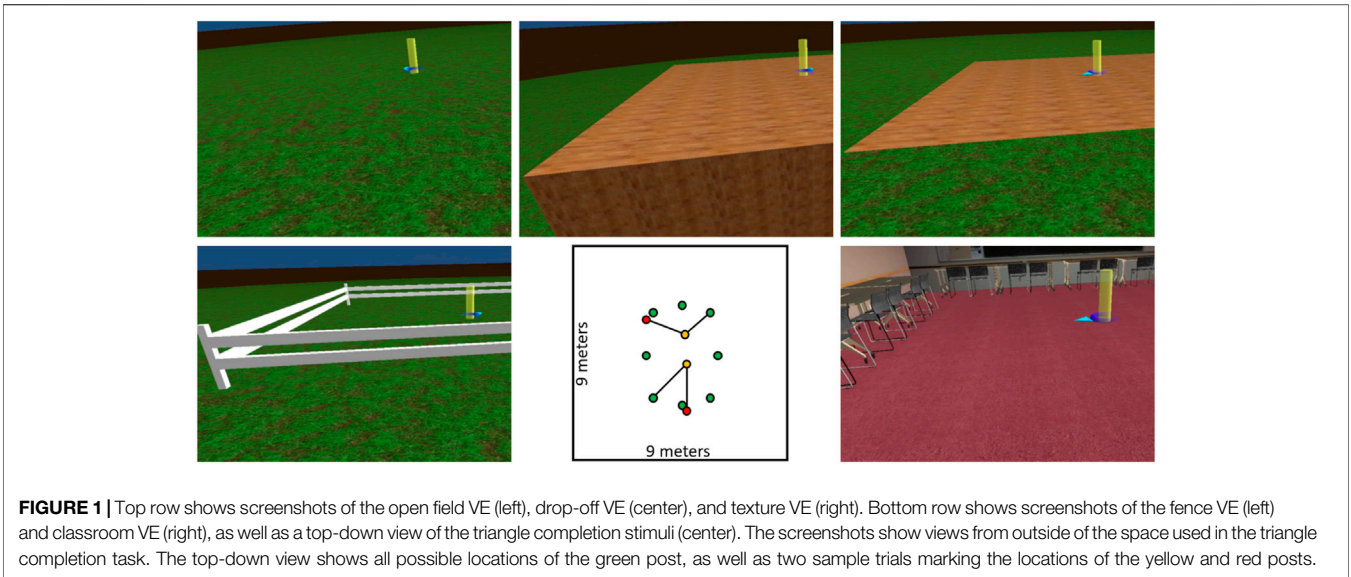 9 meters
9 meters
FIGURE 1 | Top row shows screenshots of the open field VE (left), drop-off VE (center), and texture VE (right). Bottom row shows screenshots of the fence VE (left)
and classroom VE (right), as well as a top-down view of the triangle completion stimuli (center). The screenshots show views from outside of the space used in the triangle
completion task. The top-down view shows all possible locations of the green post, as well as two sample trials marking the locations of the yellow and red posts.